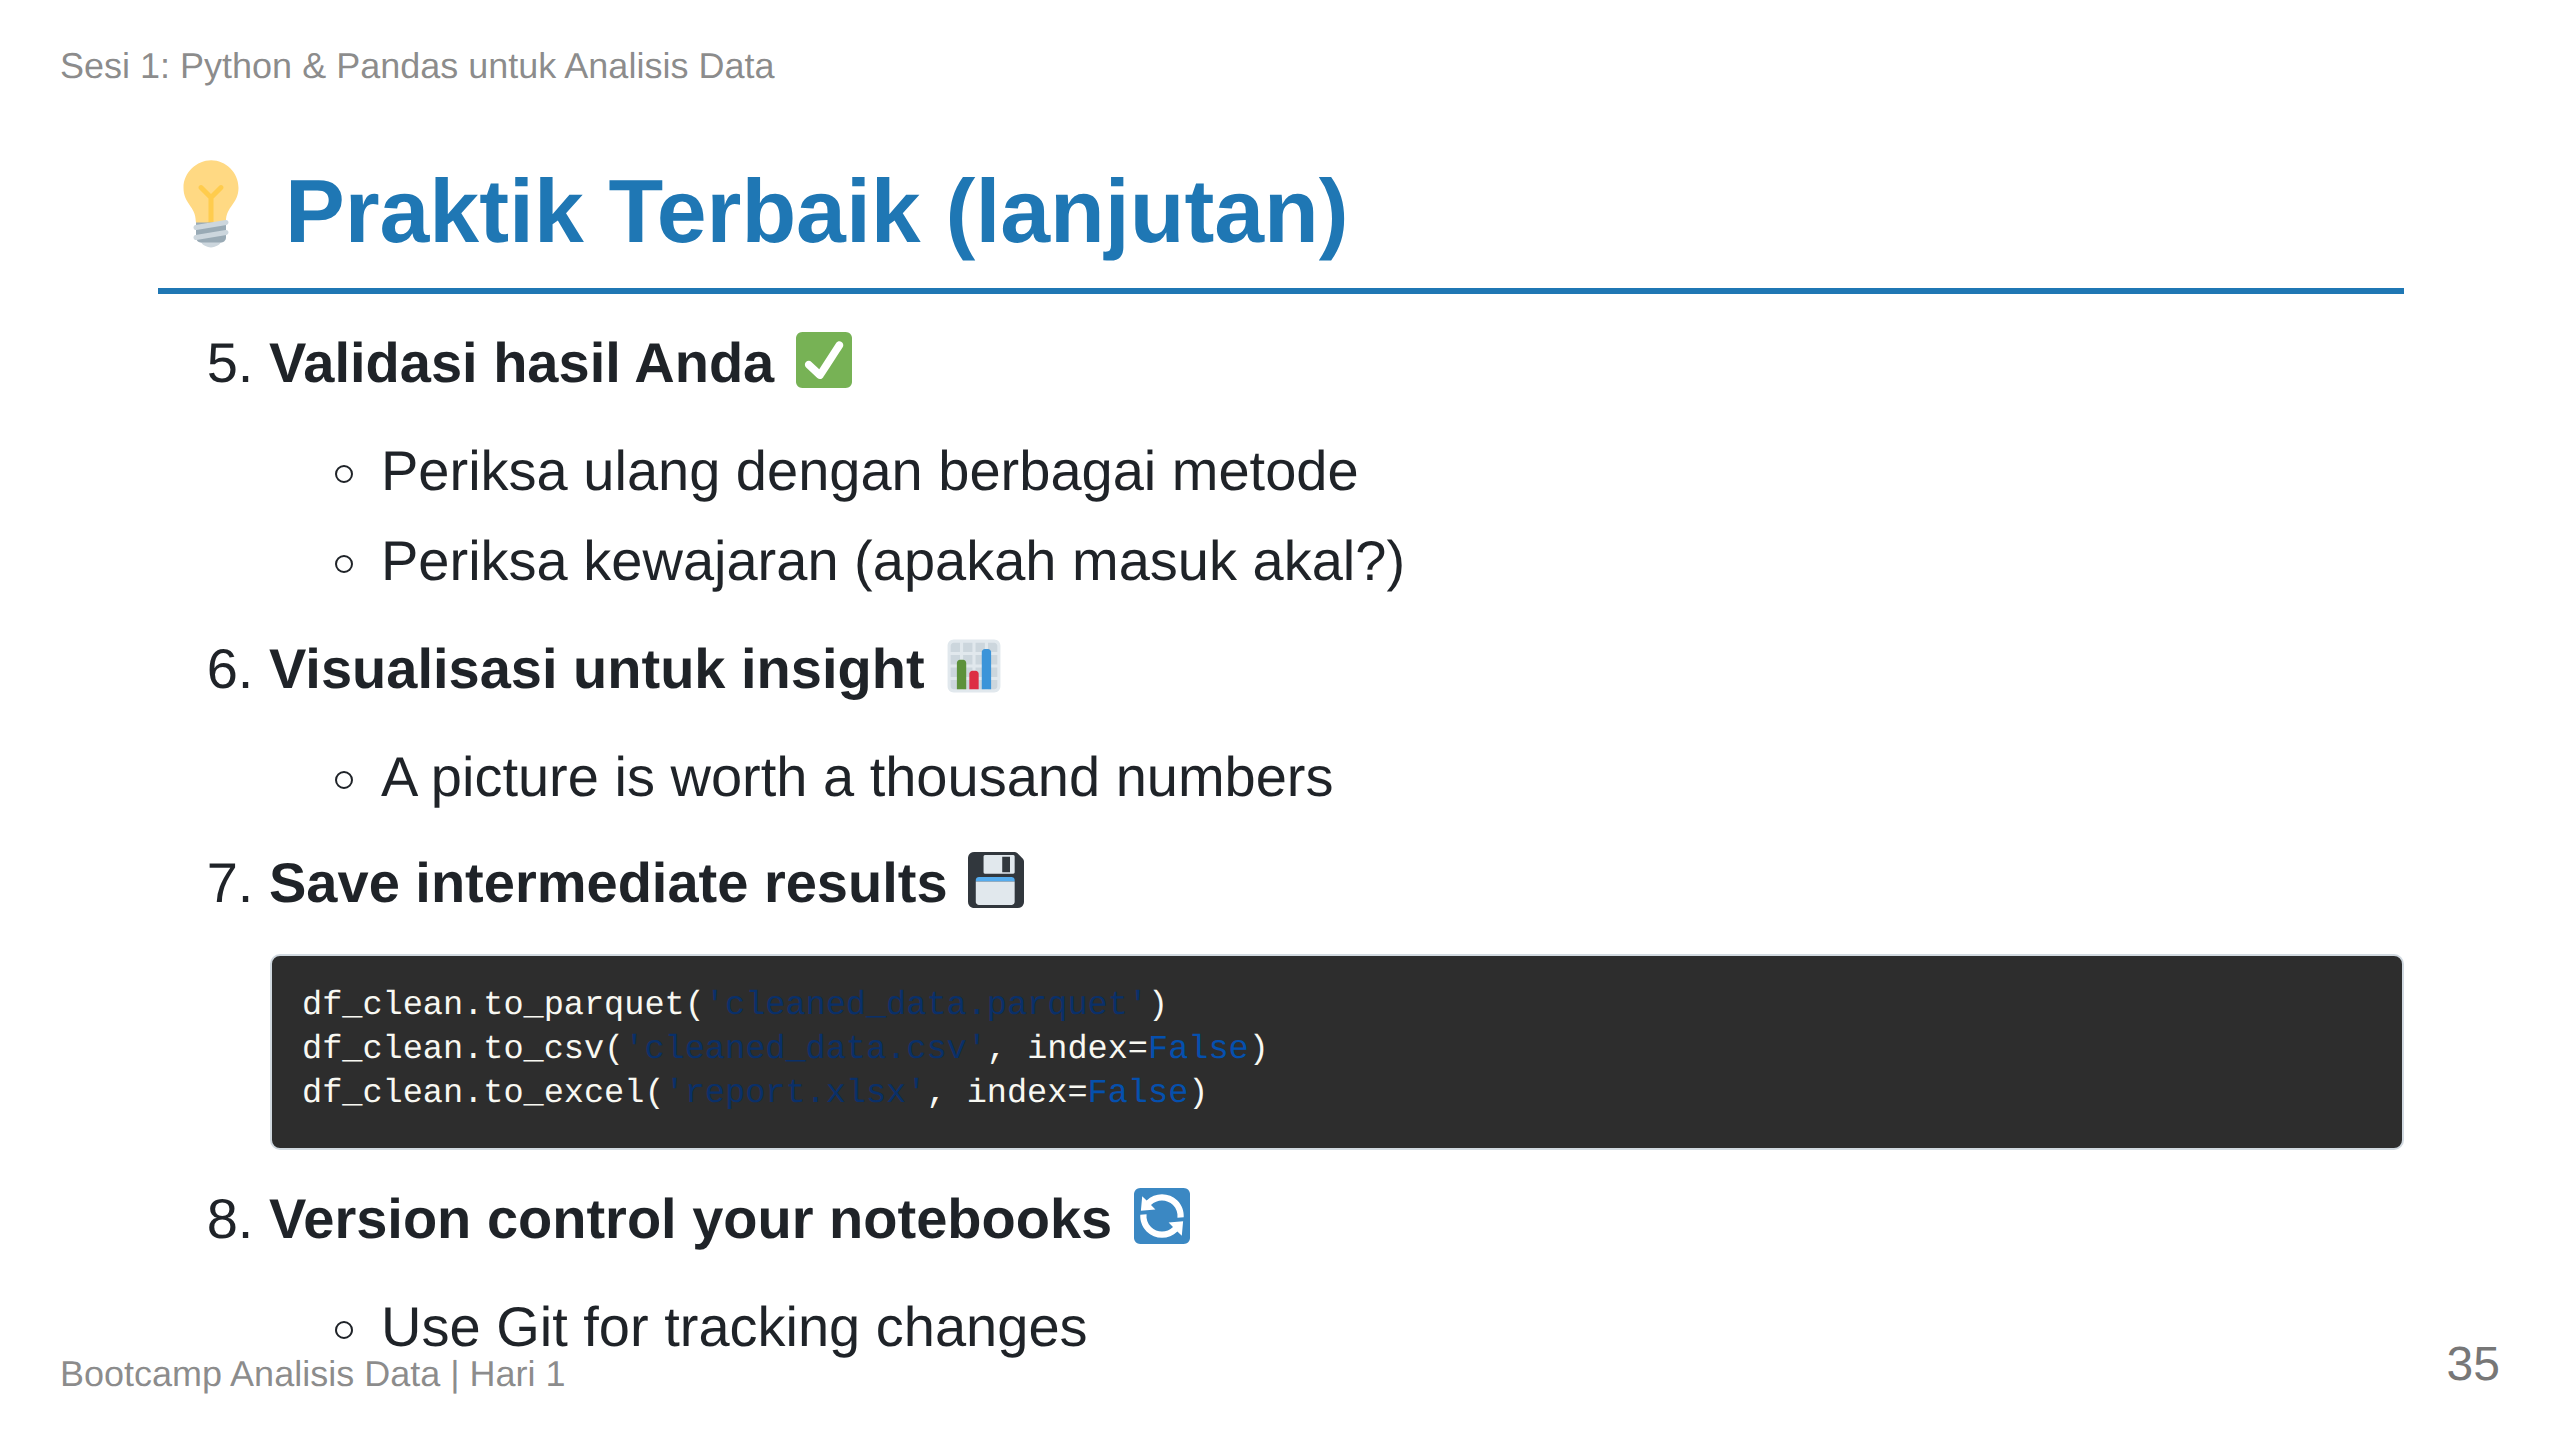 Sesi 1: Python & Pandas untuk Analisis Data
Praktik Terbaik (lanjutan)
5. Validasi hasil Anda
Periksa ulang dengan berbagai metode
Periksa kewajaran (apakah masuk akal?)
6. Visualisasi untuk insight
A picture is worth a thousand numbers
7. Save intermediate results
df_clean.to_parquet('cleaned_data.parquet')
df_clean.to_csv('cleaned_data.csv', index=False)
df_clean.to_excel('report.xlsx', index=False)
8. Version control your notebooks
Use Git for tracking changes
Bootcamp Analisis Data | Hari 1
35